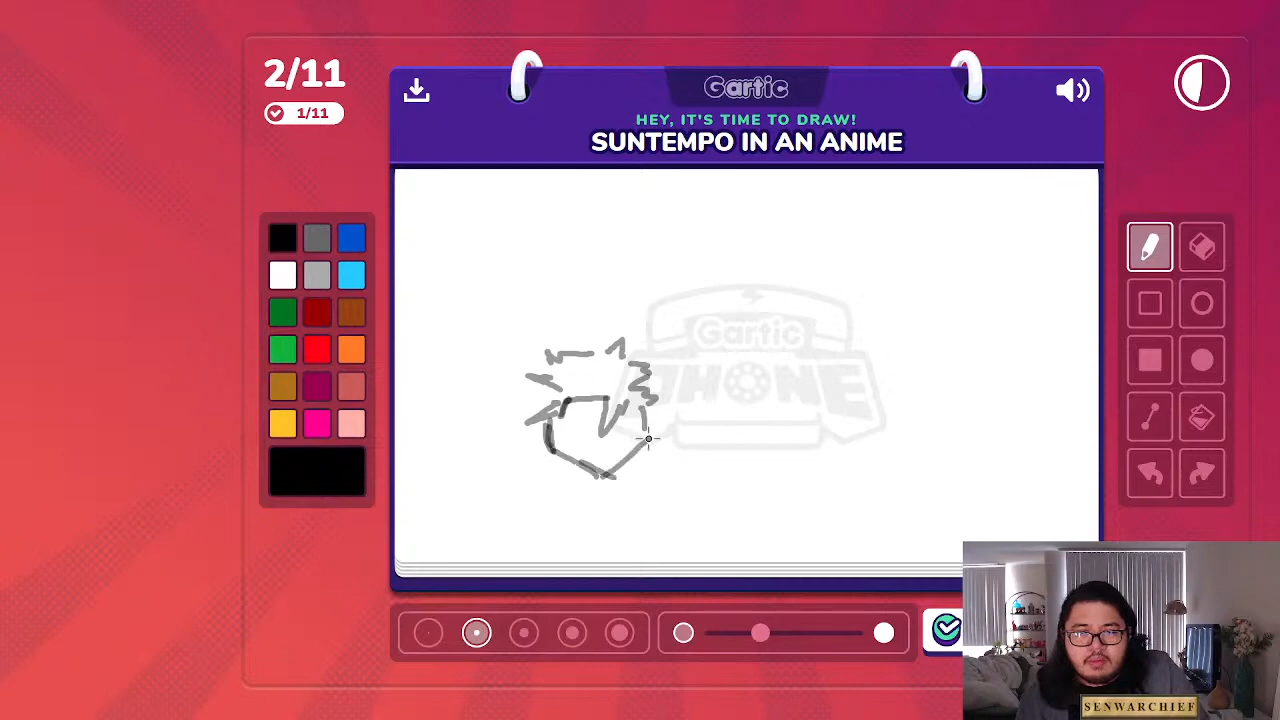 2/11
1/11
Gartic
HEY, IT'S TIME TO DRAW!
SUNTEMPO IN AN ANIME
Gartic
PHONE
SENWARCHIEF